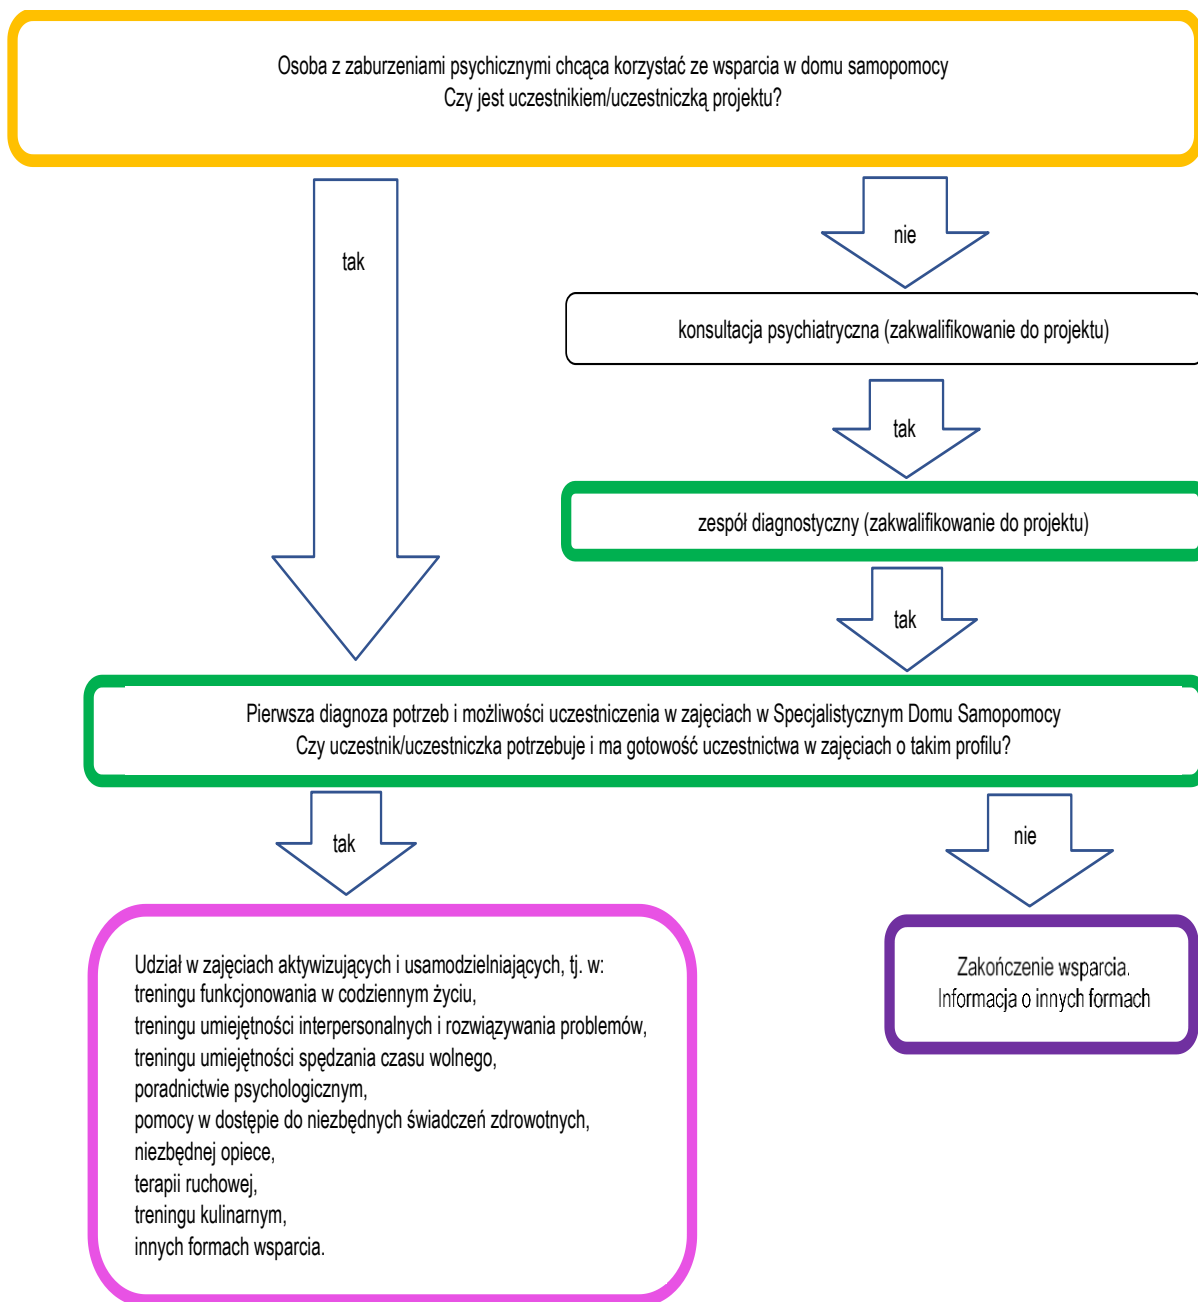 Osoba z zaburzeniami psychicznymi chcąca korzystać ze wsparcia w domu samopomocy
Czy jest uczestnikiem/uczestniczką projektu?
tak
nie
konsultacja psychiatryczna (zakwalifikowanie do projektu)
tak
zespół diagnostyczny (zakwalifikowanie do projektu)
tak
Pierwsza diagnoza potrzeb i możliwości uczestniczenia w zajęciach w Specjalistycznym Domu Samopomocy
Czy uczestnik/uczestniczka potrzebuje i ma gotowość uczestnictwa w zajęciach o takim profilu?
tak
nie
Udział w zajęciach aktywizujących i usamodzielniających, tj. w:
treningu funkcjonowania w codziennym życiu,
treningu umiejętności interpersonalnych i rozwiązywania problemów,
treningu umiejętności spędzania czasu wolnego,
poradnictwie psychologicznym,
pomocy w dostępie do niezbędnych świadczeń zdrowotnych,
niezbędnej opiece,
terapii ruchowej,
treningu kulinarnym,
innych formach wsparcia.
Zakończenie wsparcia.
Informacja o innych formach